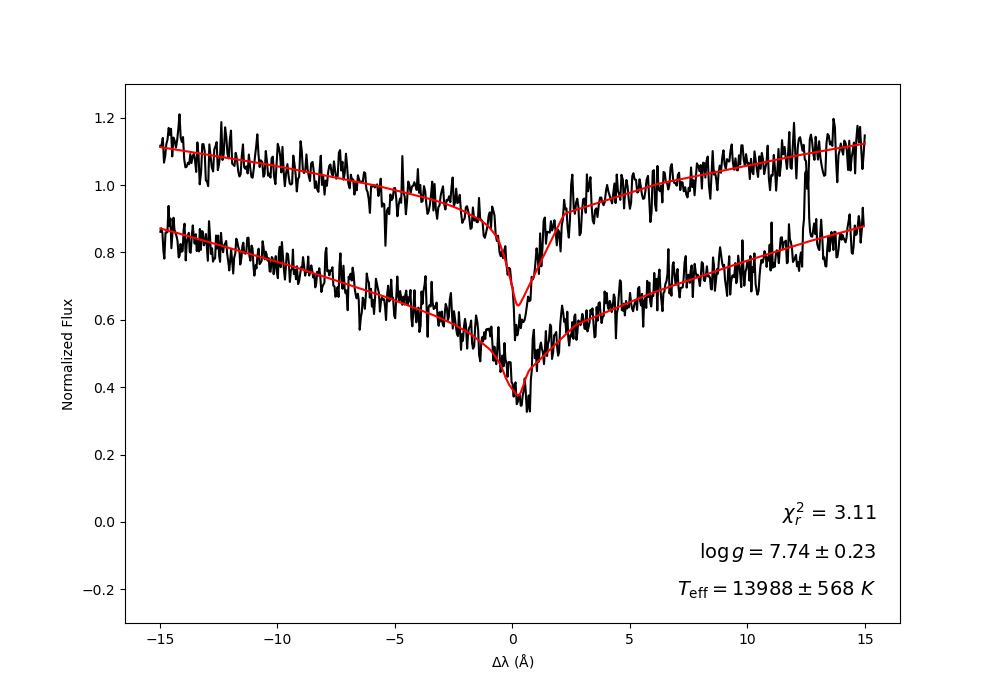 Normalized Flux
1.2
1.0
0.8
0.6
0.4
0.2
0.0
−0.2
χ²ᵣ = 3.11
log g = 7.74 ± 0.23
T_eff = 13988 ± 568 K
−15 −10 −5 0 5 10 15
Δλ (Å)